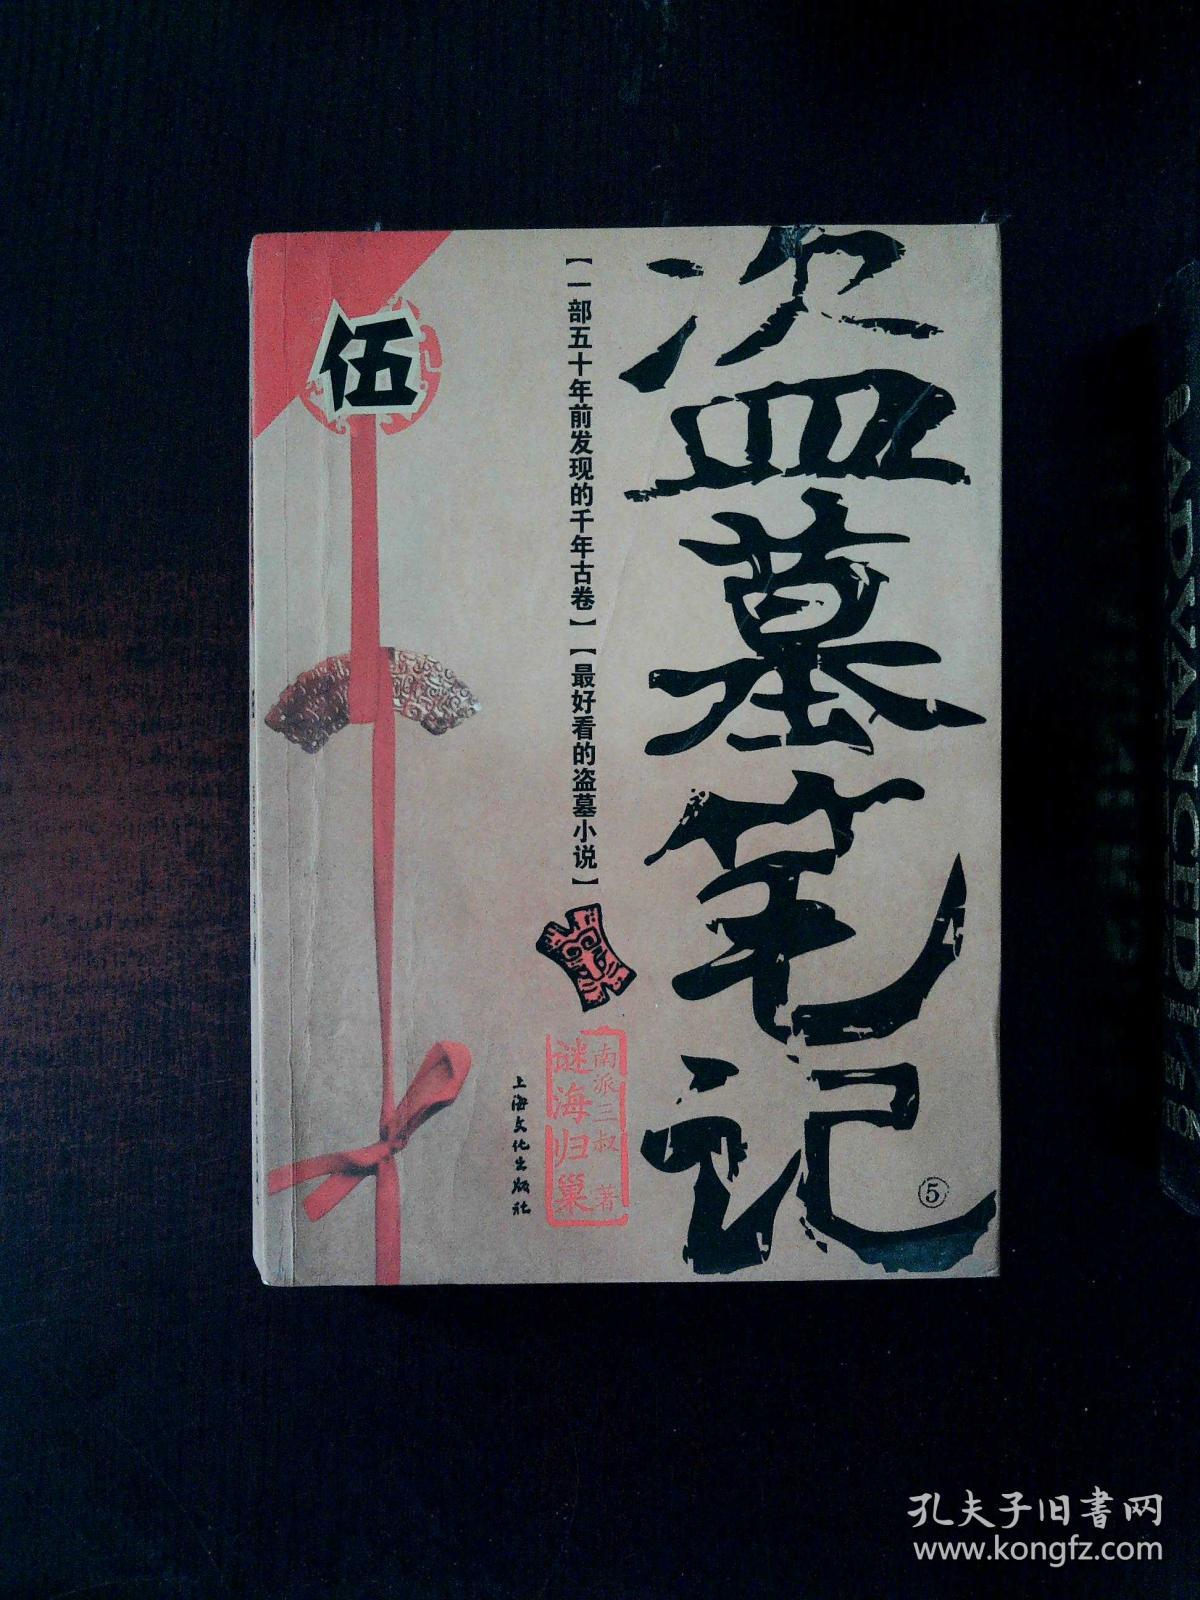 盗墓笔记
⑤
【一部五十年前发现的千年古卷】【最好看的盗墓小说】
南派三叔 著
谜海归巢
上海文化出版社
伍
ADVANCED
孔夫子旧書网
www.kongfz.com